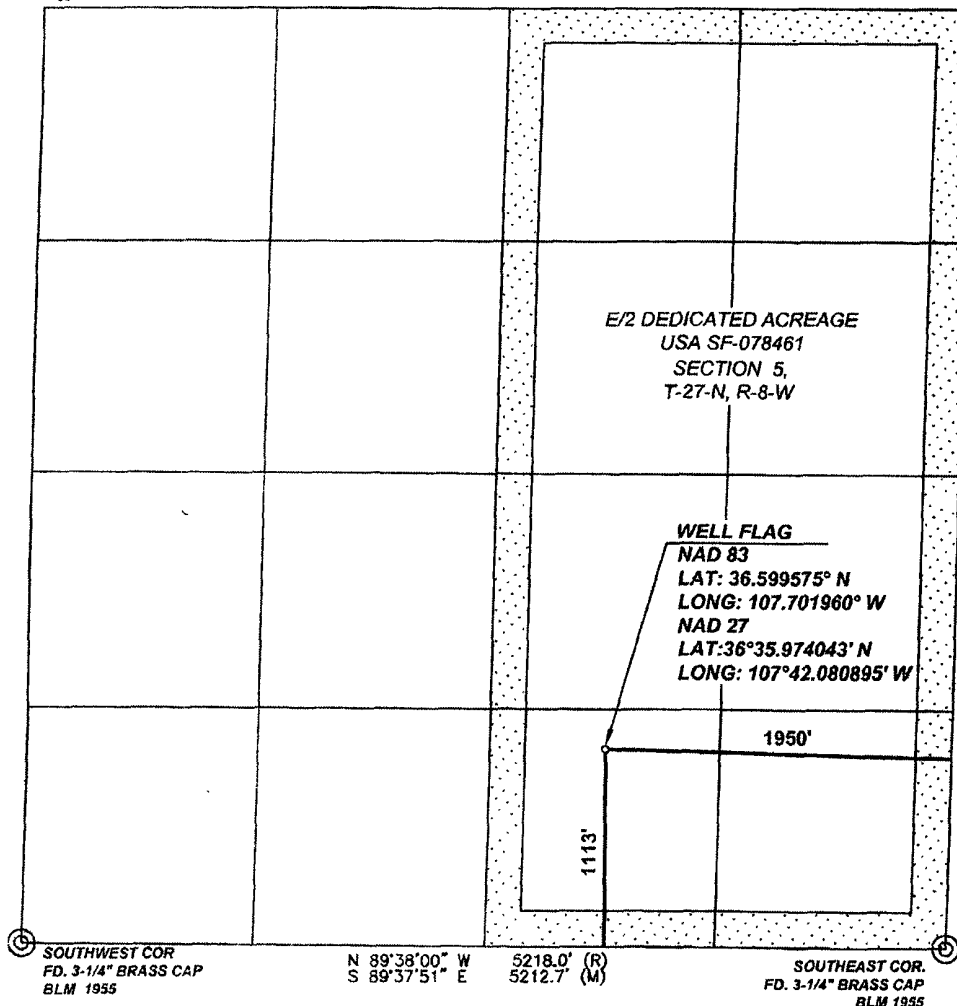 E/2 DEDICATED ACREAGE
USA SF-078461
SECTION 5,
T-27-N, R-8-W
WELL FLAG
NAD 83
LAT: 36.599575° N
LONG: 107.701960° W
NAD 27
LAT:36°35.974043' N
LONG: 107°42.080895' W
1950'
1113'
SOUTHWEST COR
FD. 3-1/4" BRASS CAP
BLM 1955
N 89°38'00" W 5218.0' (R)
S 89°37'51" E 5212.7' (M)
SOUTHEAST COR.
FD. 3-1/4" BRASS CAP
BLM 1955